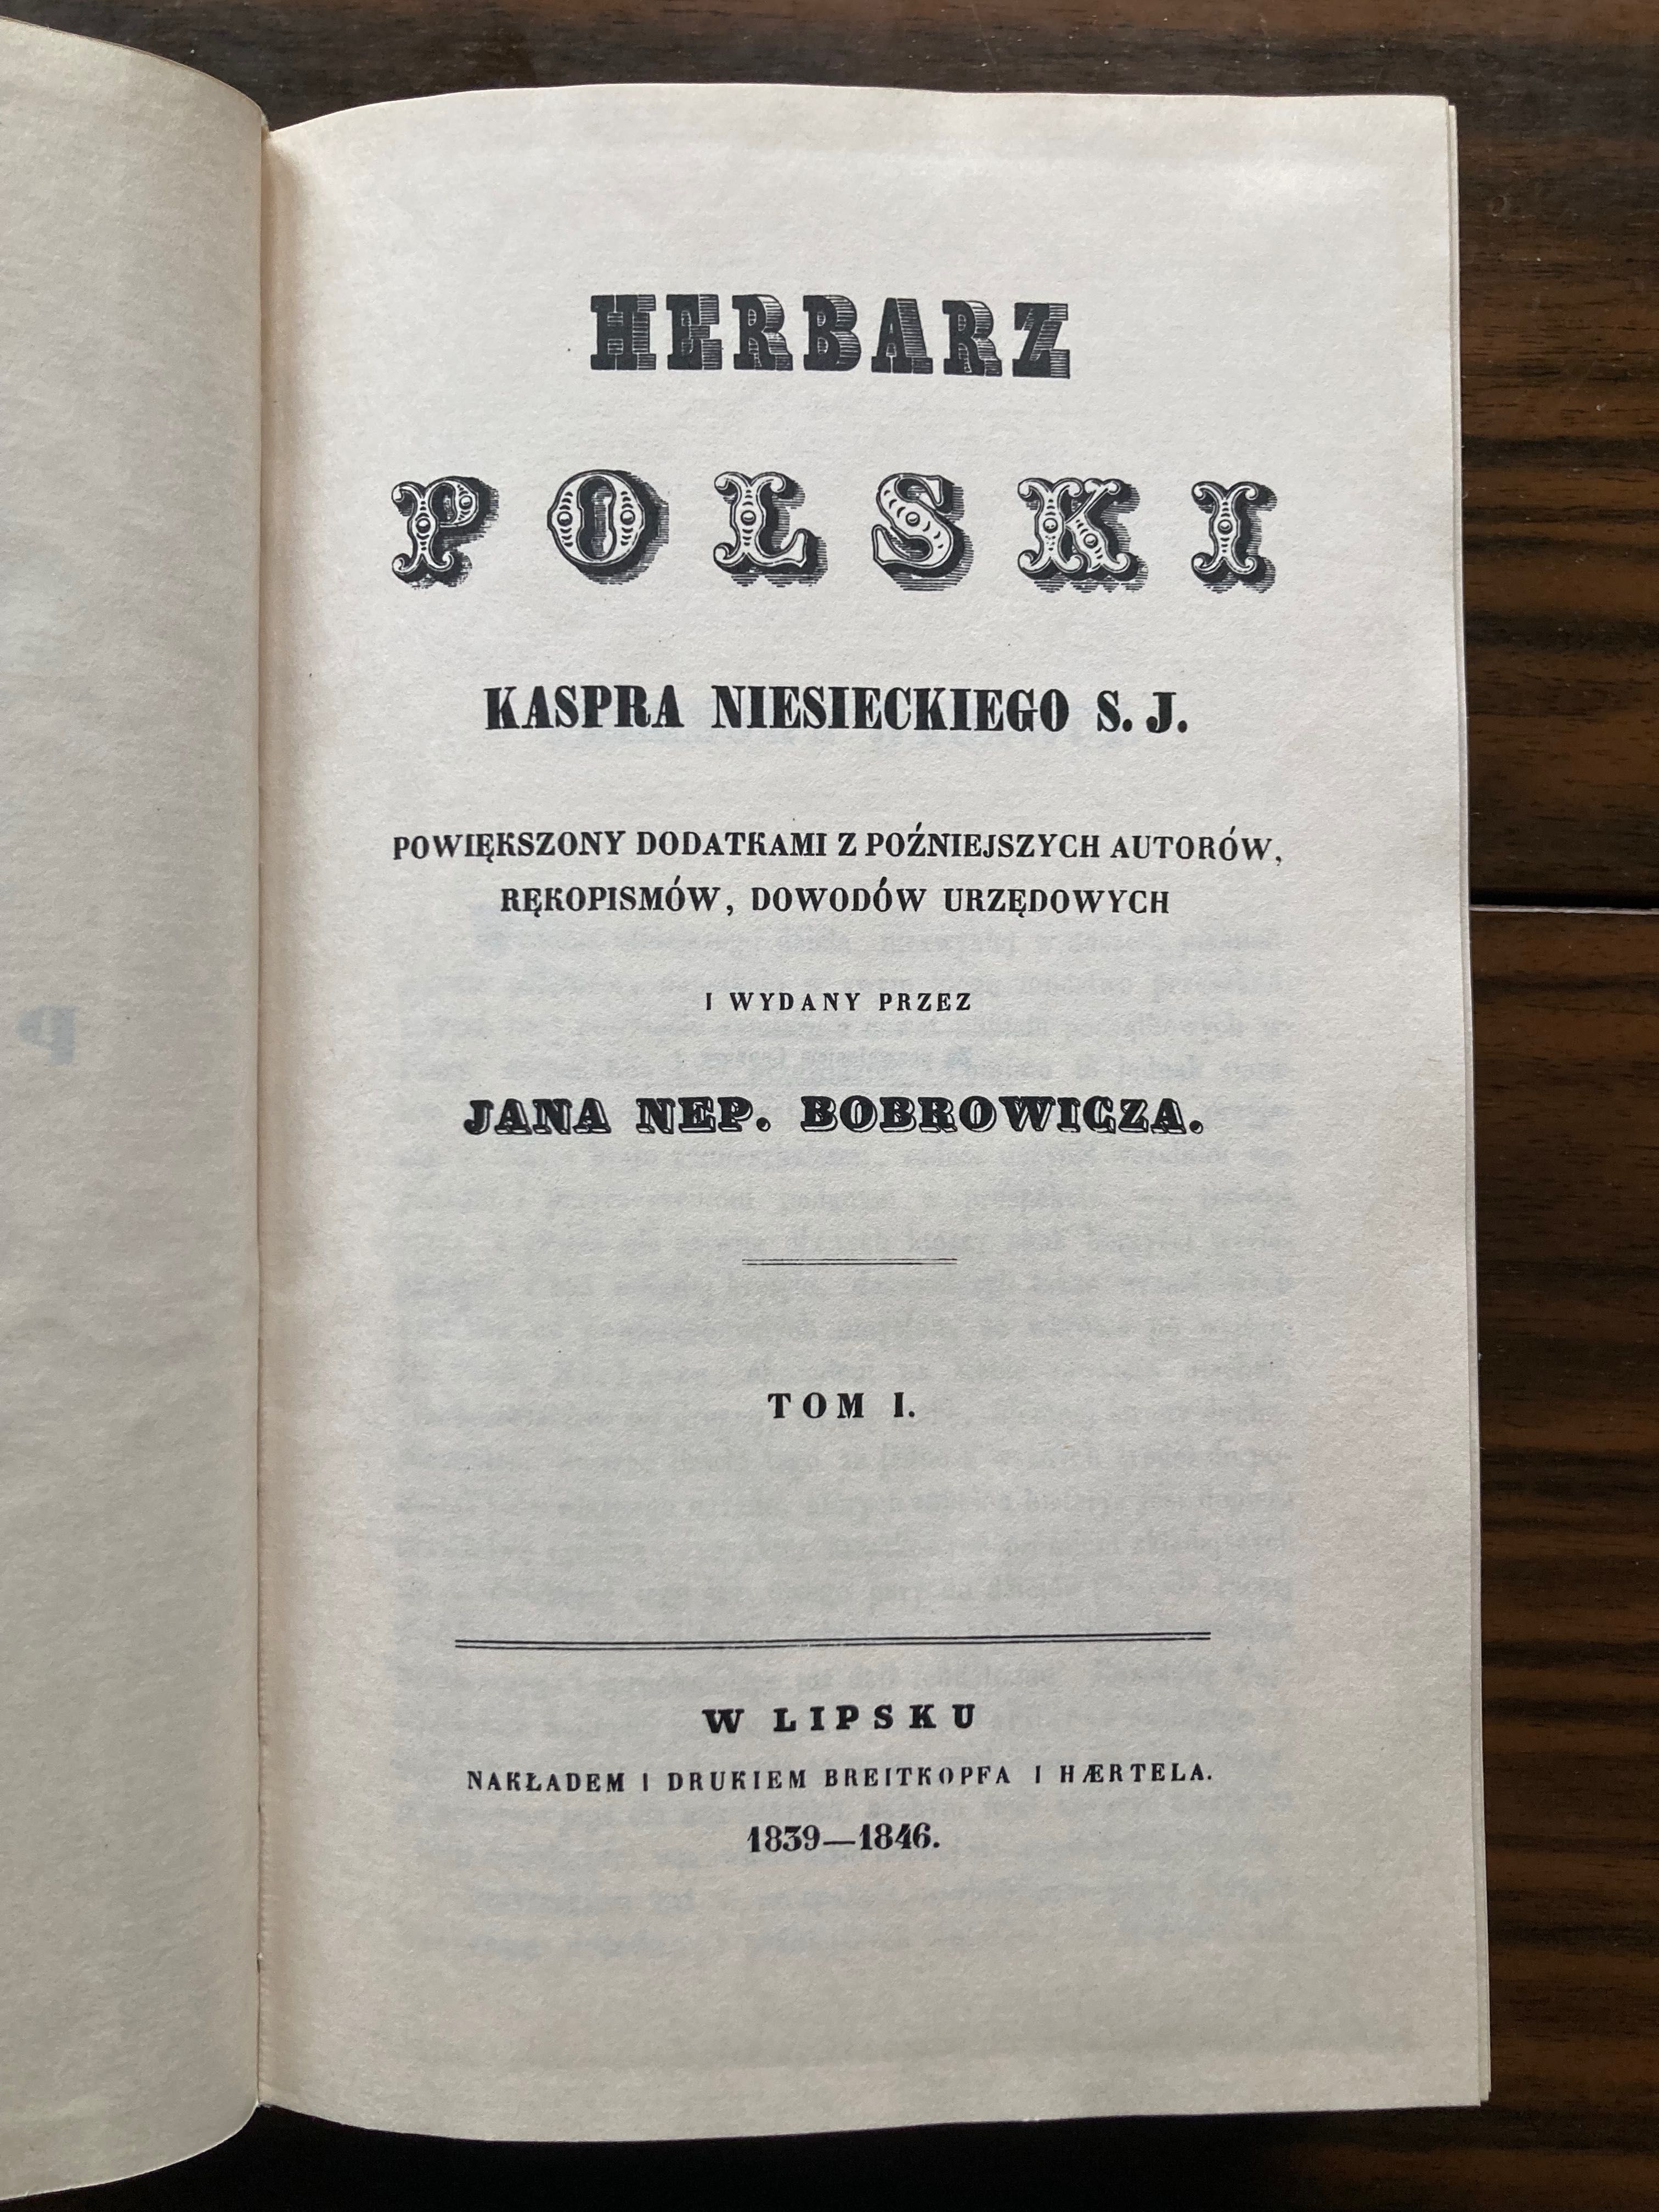 HERBARZ
POLSKI
KASPRA NIESIECKIEGO S. J.
POWIĘKSZONY DODATKAMI Z POŹNIEJSZYCH AUTORÓW,
RĘKOPISMÓW, DOWODÓW URZĘDOWYCH
I WYDANY PRZEZ
JANA NEP. BOBROWICZA.
TOM I.
W LIPSKU
NAKŁADEM I DRUKIEM BREITKOPFA I HÆRTELA.
1839—1846.